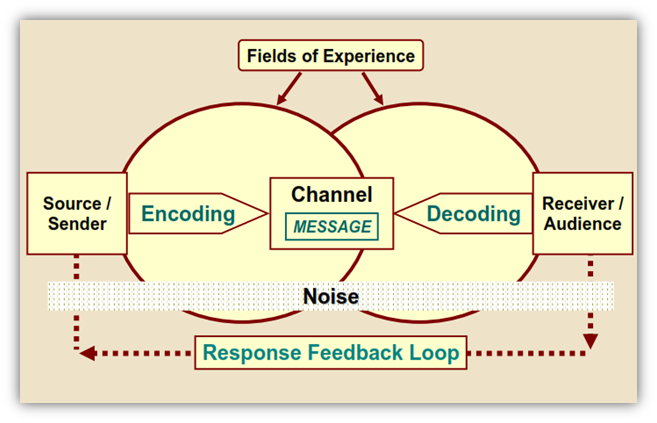 Fields of Experience
Source /
Sender
Encoding
Channel
MESSAGE
Decoding
Receiver /
Audience
Noise
Response Feedback Loop